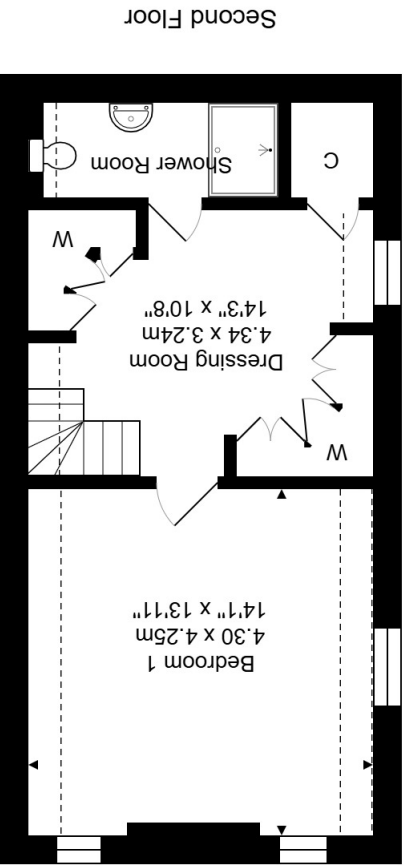 Bedroom 1
4.30 x 4.25m
14'1" x 13'11"
W
Dressing Room
4.34 x 3.24m
14'3" x 10'8"
W
C
Shower Room
Second Floor